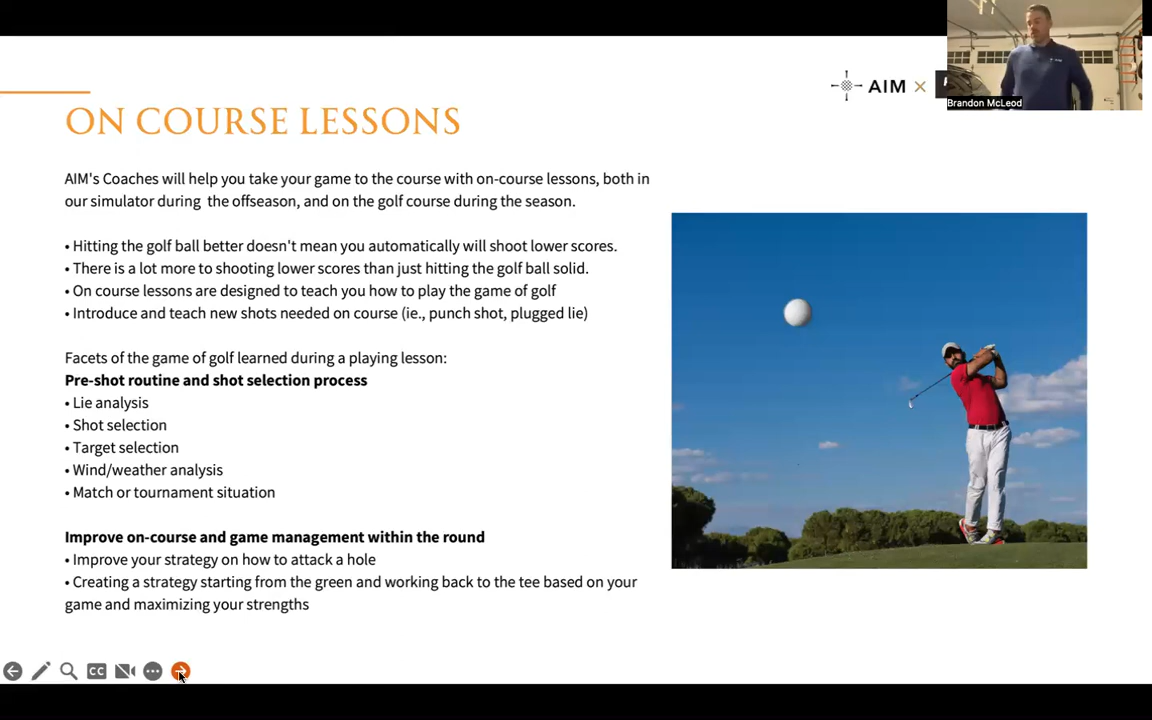 AIM ×
Brandon McLeod
ON COURSE LESSONS
AIM's Coaches will help you take your game to the course with on-course lessons, both in
our simulator during the offseason, and on the golf course during the season.
• Hitting the golf ball better doesn't mean you automatically will shoot lower scores.
• There is a lot more to shooting lower scores than just hitting the golf ball solid.
• On course lessons are designed to teach you how to play the game of golf
• Introduce and teach new shots needed on course (ie., punch shot, plugged lie)
Facets of the game of golf learned during a playing lesson:
Pre-shot routine and shot selection process
• Lie analysis
• Shot selection
• Target selection
• Wind/weather analysis
• Match or tournament situation
Improve on-course and game management within the round
• Improve your strategy on how to attack a hole
• Creating a strategy starting from the green and working back to the tee based on your
game and maximizing your strengths
CC